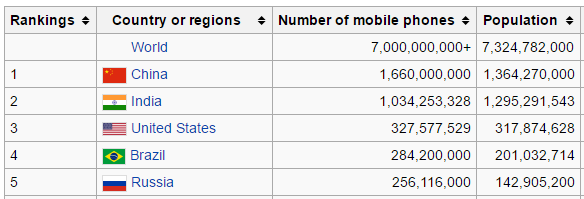 Rankings Country or regions Number of mobile phones Population
World 7,000,000,000+ 7,324,782,000
1 China 1,660,000,000 1,364,270,000
2 India 1,034,253,328 1,295,291,543
3 United States 327,577,529 317,874,628
4 Brazil 284,200,000 201,032,714
5 Russia 256,116,000 142,905,200